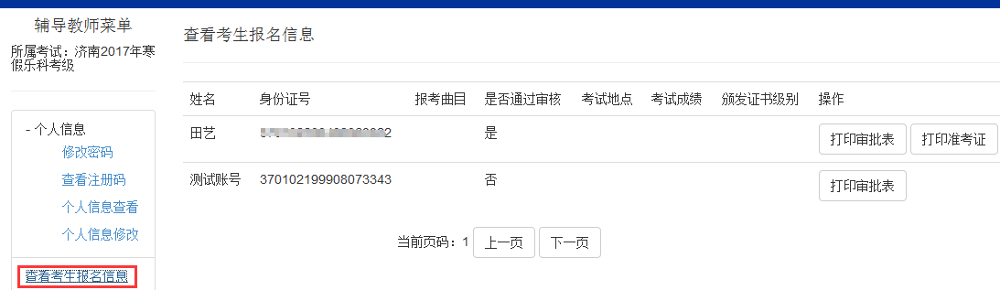 辅导教师菜单
所属考试：济南2017年寒
假乐科考级
- 个人信息
修改密码
查看注册码
个人信息查看
个人信息修改
查看考生报名信息
查看考生报名信息
姓名 身份证号 报考曲目 是否通过审核 考试地点 考试成绩 颁发证书级别 操作
田艺 是 打印审批表 打印准考证
测试账号 370102199908073343 否 打印审批表
当前页码：1 上一页 下一页